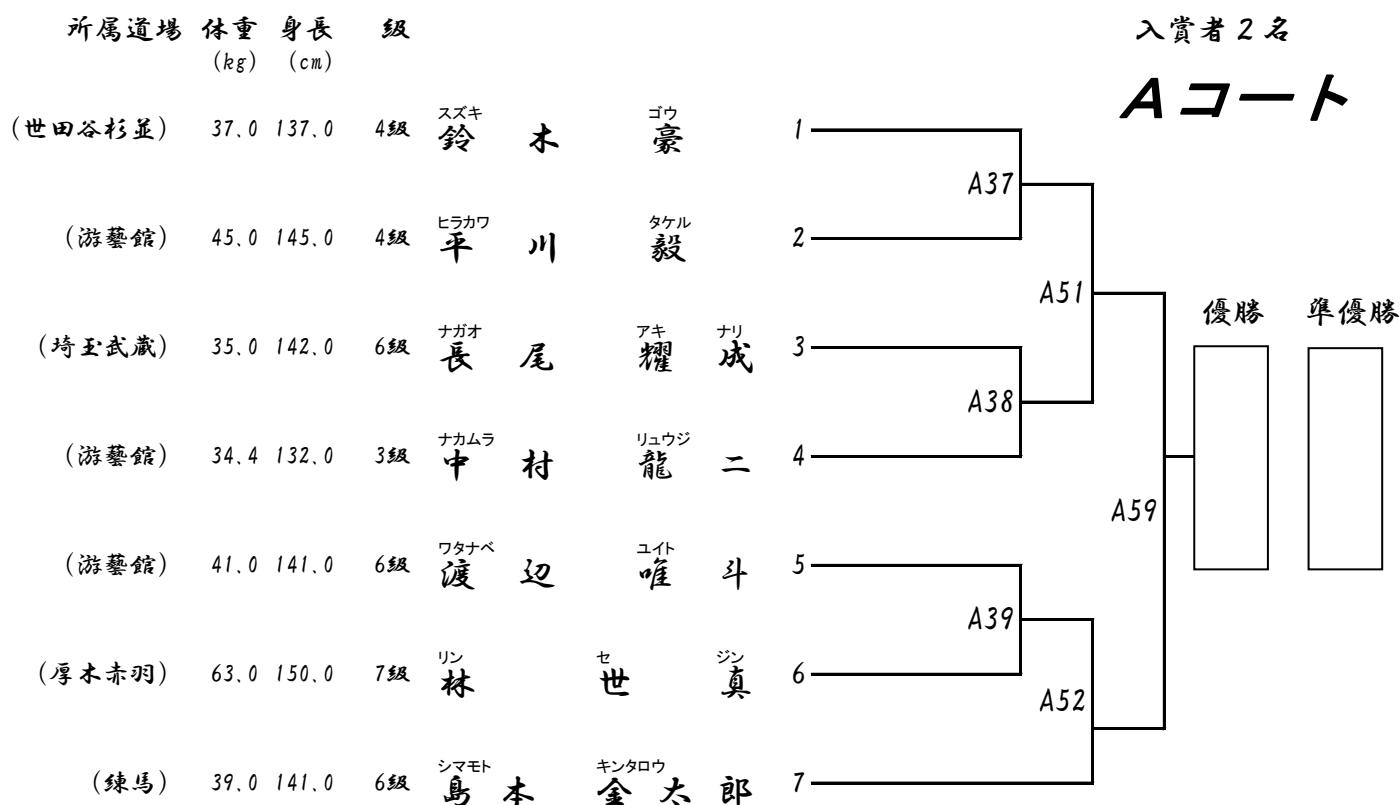 所属道場 体重 身長 級 入賞者2名
(kg) (cm)
Aコート
スズキ ゴウ
(世田谷杉並) 37.0 137.0 4級 鈴木 豪 1
A37
ヒラカワ タケル
(游藝館) 45.0 145.0 4級 平川 毅 2
A51
優勝 準優勝
ナガオ アキ ナリ
(埼玉武蔵) 35.0 142.0 6級 長尾 耀成 3
A38
ナカムラ リュウジ
(游藝館) 34.4 132.0 3級 中村 龍二 4
A59
ワタナベ ユイト
(游藝館) 41.0 141.0 6級 渡辺 唯斗 5
A39
リン セ ジン
(厚木赤羽) 63.0 150.0 7級 林 世真 6
A52
シマモト キンタロウ
(練馬) 39.0 141.0 6級 島本 金太郎 7